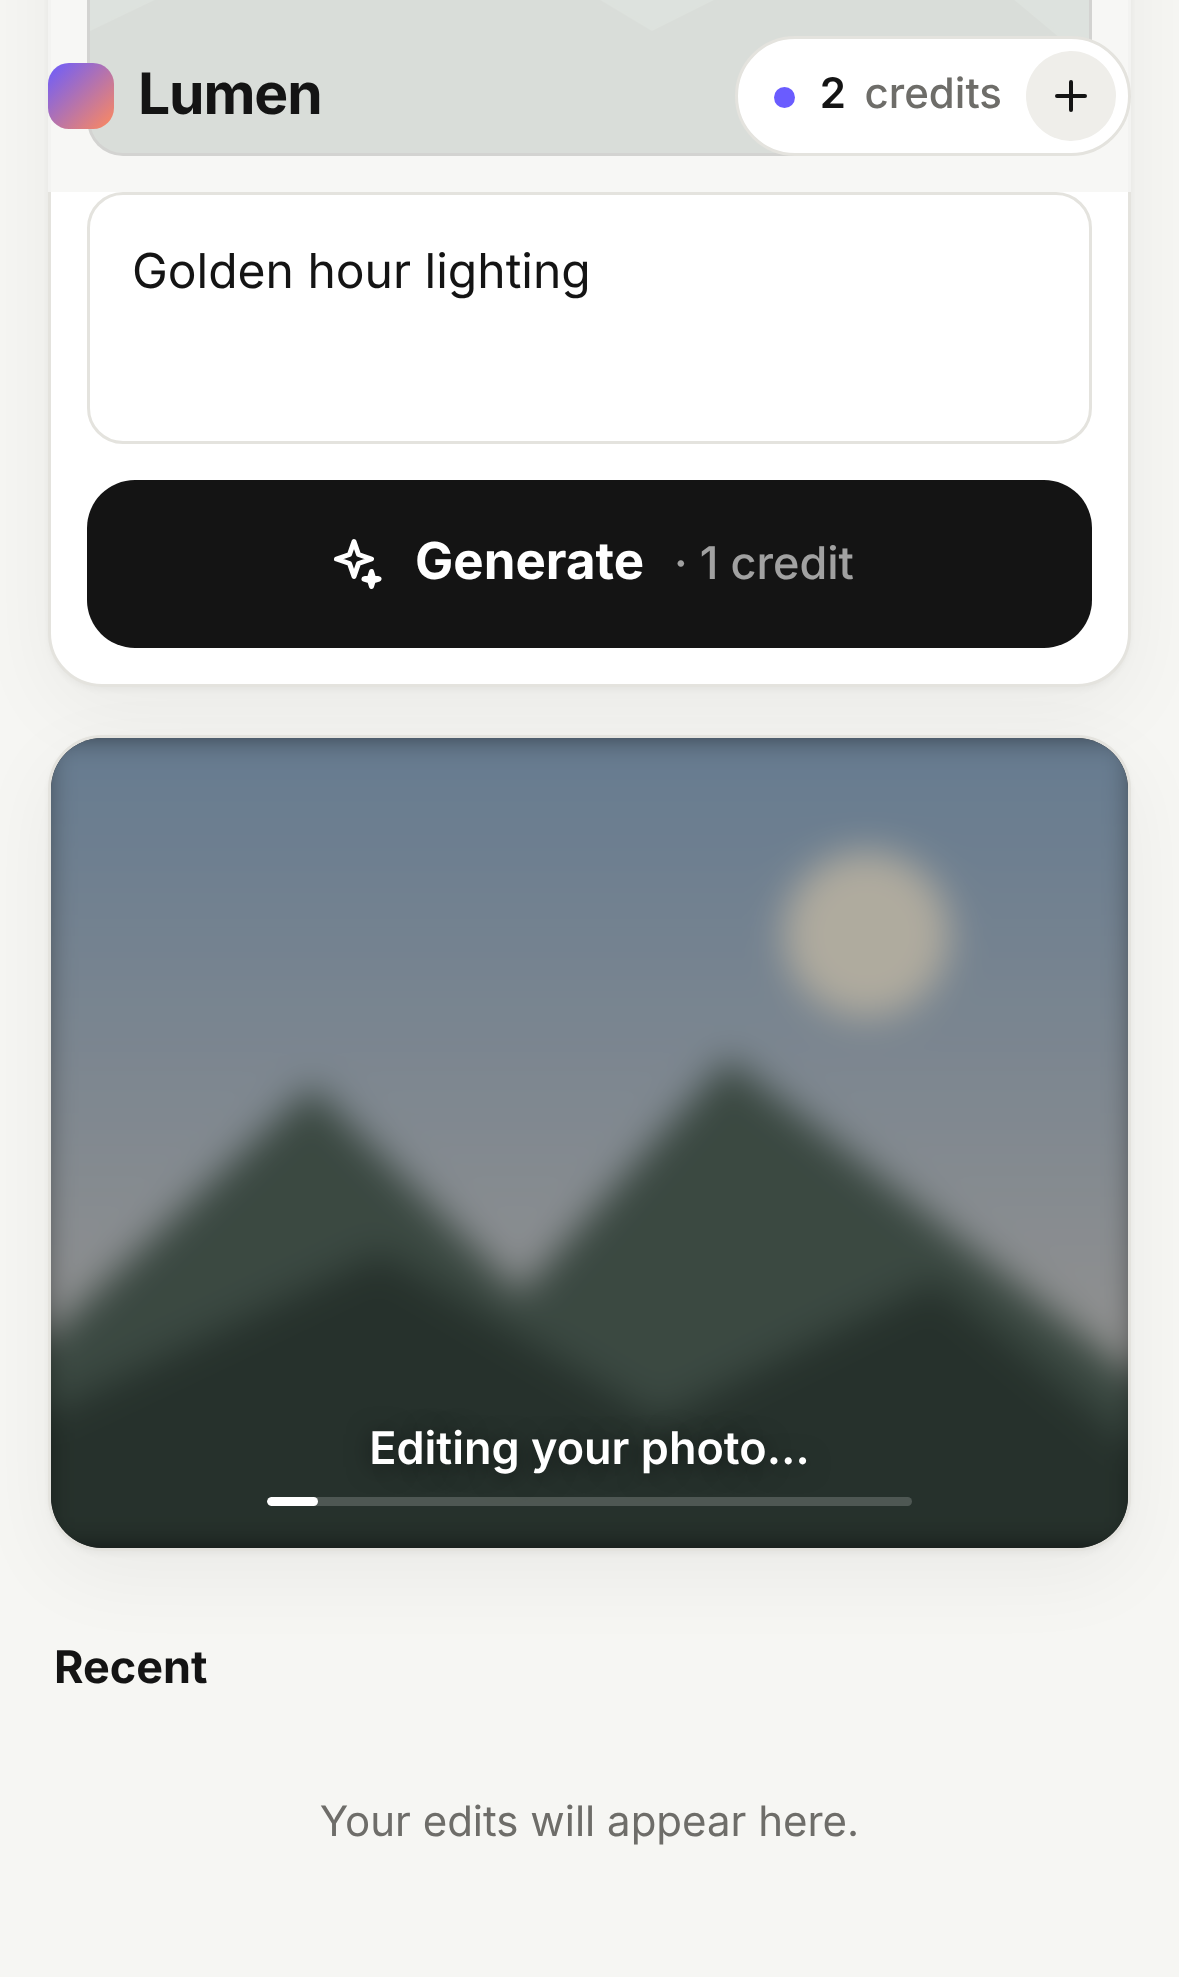 Lumen
2 credits
Golden hour lighting
Generate · 1 credit
Editing your photo...
Recent
Your edits will appear here.